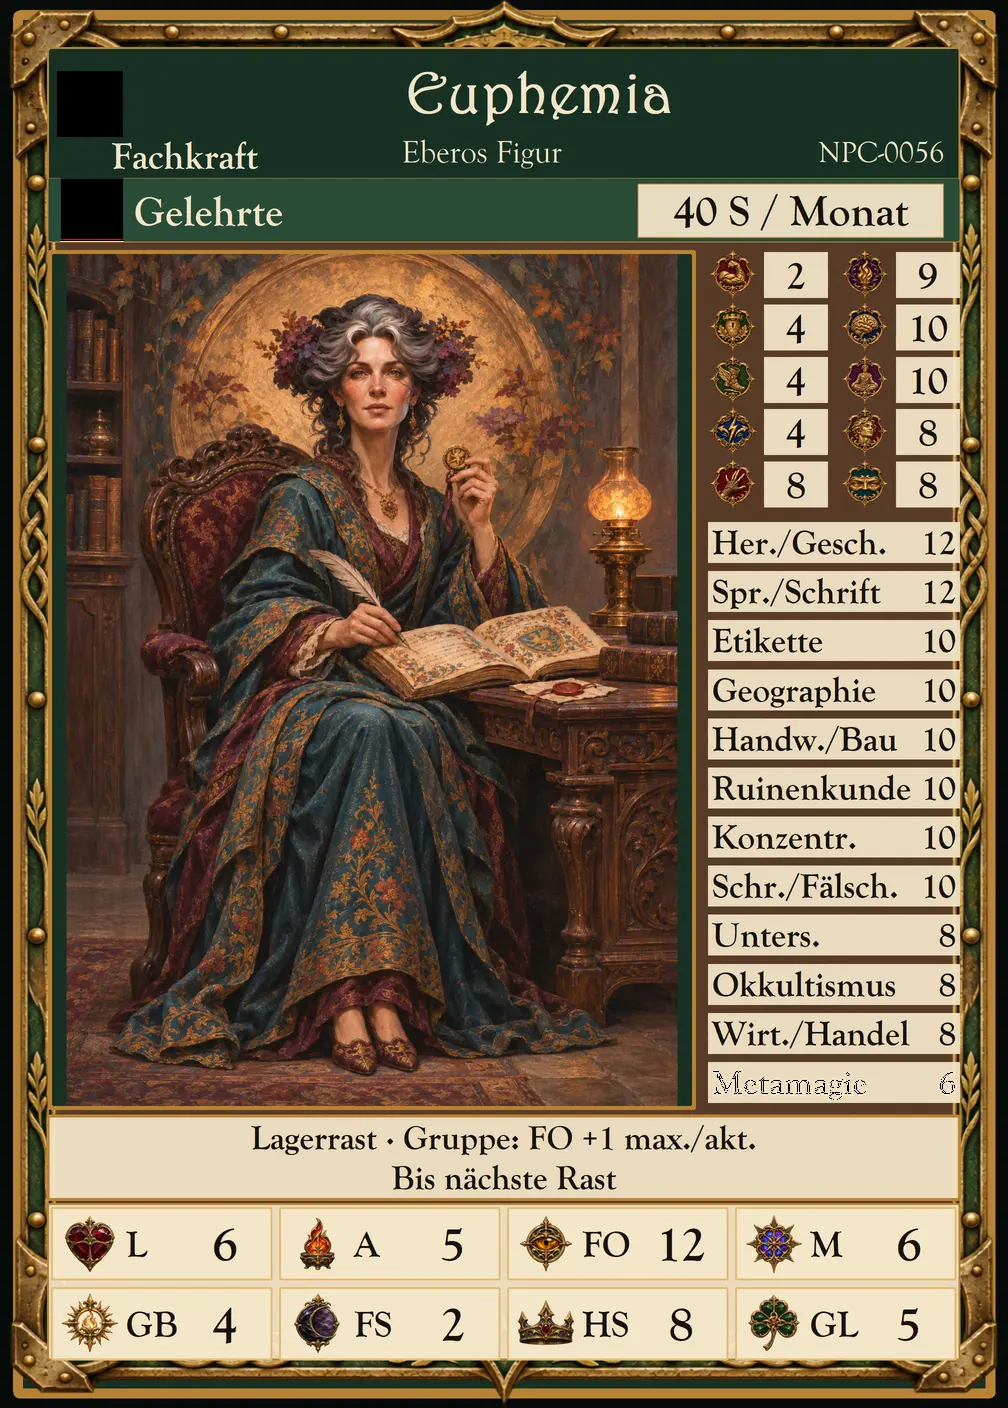 Euphemia
Fachkraft
Eberos Figur
NPC-0056
Gelehrte
40 S / Monat
2 9
4 10
4 10
4 8
8 8
Her./Gesch. 12
Spr./Schrift 12
Etikette 10
Geographie 10
Handw./Bau 10
Ruinenkunde 10
Konzentr. 10
Schr./Fälsch. 10
Unters. 8
Okkultismus 8
Wirt./Handel 8
Metamagie 6
Lagerrast · Gruppe: FO +1 max./akt.
Bis nächste Rast
L 6 A 5 FO 12 M 6
GB 4 FS 2 HS 8 GL 5